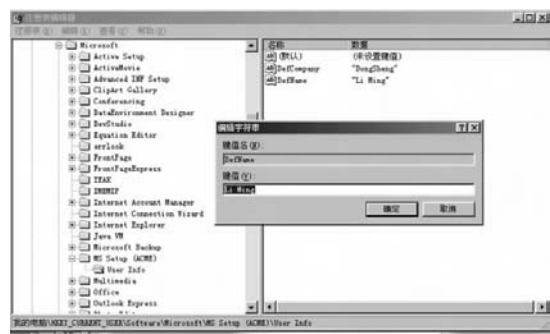 注册表编辑器
注册表(R) 编辑(E) 查看(V) 帮助(H)
Microsoft
Active Setup
ActiveMovie
Advanced INF Setup
ClipArt Gallery
Conferencing
DataEnvironment Designer
DevStudio
Equation Editor
FrontPage
FrontPageExpress
Internet Account Manager
Internet Connection Wizard
Internet Explorer
Java VM
Microsoft Backup
MS Setup (ACME)
User Info
Multimedia
Office
Outlook Express
名称 数据
(默认) (未设置键值)
DefCompany "DongSheng"
DefName "Li Ming"
编辑字符串
键值名(N):
DefName
键值(V):
Li Ming
确定 取消
我的电脑\HKEY_CURRENT_USER\Software\Microsoft\MS Setup (ACME)\User Info